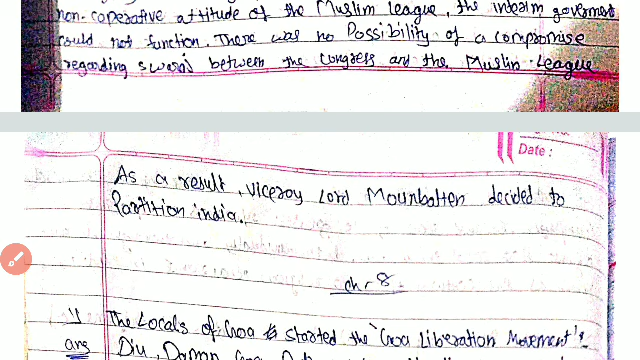 non-coperative attitude of the Muslim league, the interim goverment
could not function. There was no Possibility of a compromise
regarding swaraj between the Congress and the Muslim League
Date :
As a result, Viceroy Lord Mounbatten decided to
Partition india.
ch-8
1) The Locals of Goa started the Goa Liberation Movement's
ans Diu, Daman